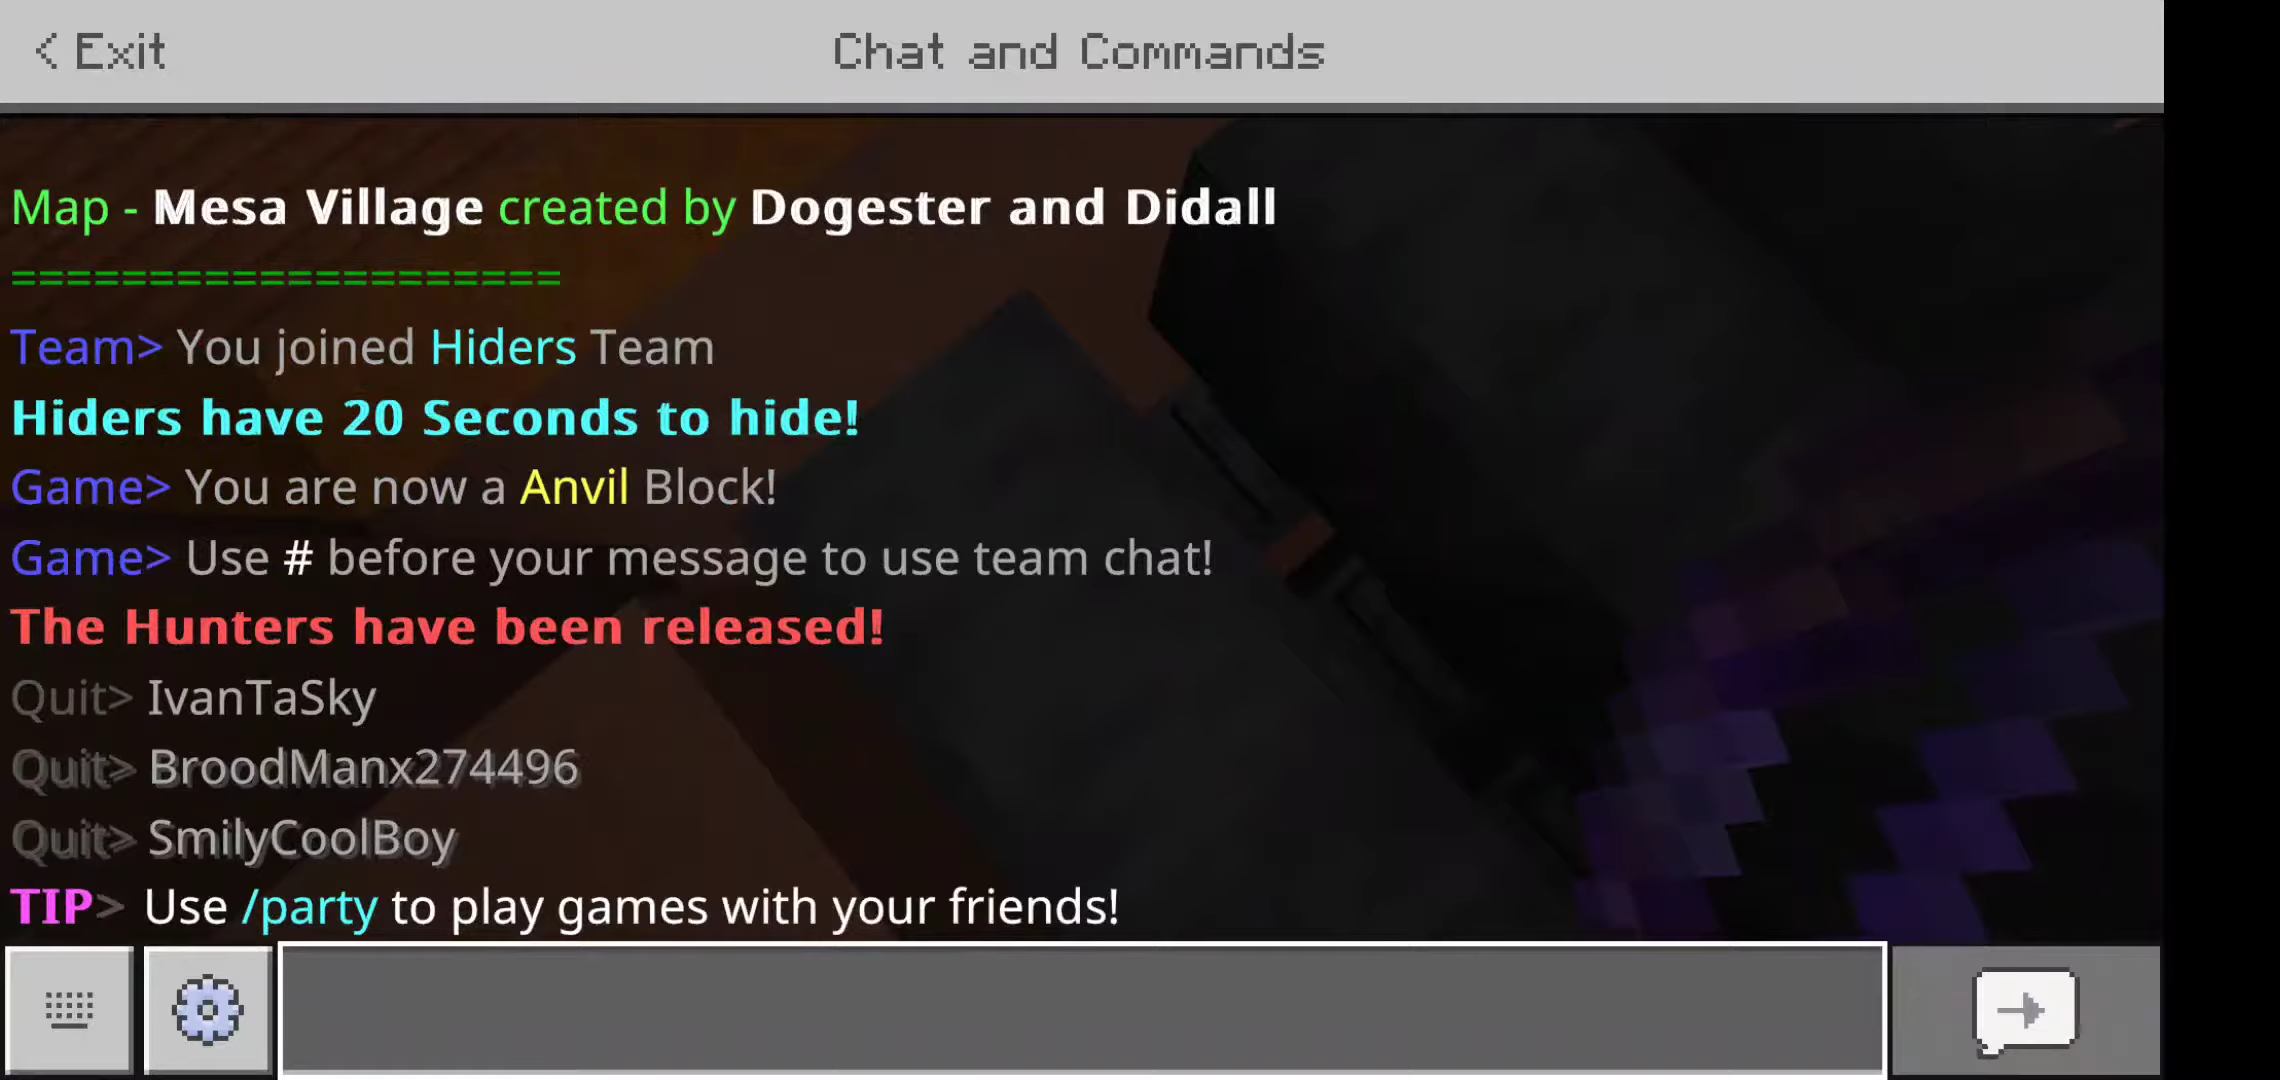 < Exit
Chat and Commands
Map - Mesa Village created by Dogester and Didall
====================
Team> You joined Hiders Team
Hiders have 20 Seconds to hide!
Game> You are now a Anvil Block!
Game> Use # before your message to use team chat!
The Hunters have been released!
Quit> IvanTaSky
Quit> BroodManx274496
Quit> SmilyCoolBoy
TIP> Use /party to play games with your friends!